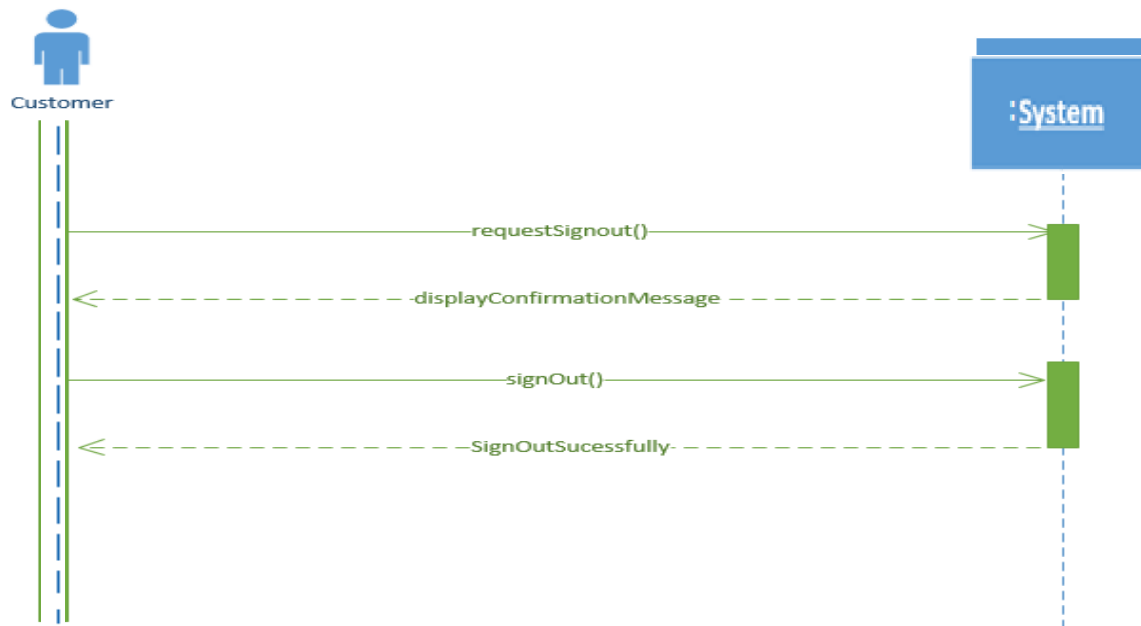 Customer
:System
requestSignout()
displayConfirmationMessage
signOut()
SignOutSucessfully